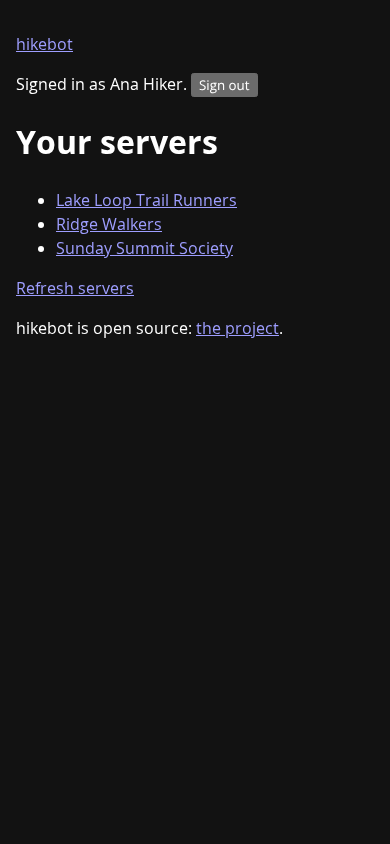 hikebot
Signed in as Ana Hiker. Sign out
Your servers
Lake Loop Trail Runners
Ridge Walkers
Sunday Summit Society
Refresh servers
hikebot is open source: the project.